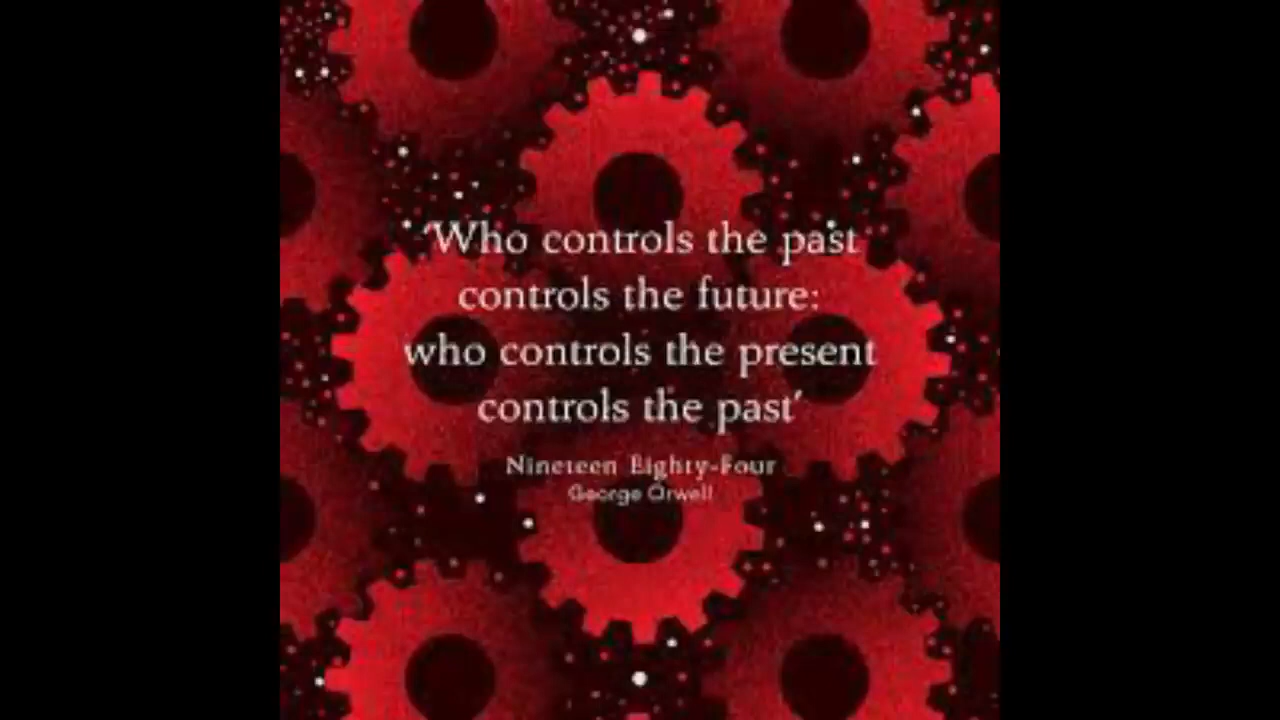 ‘Who controls the past
controls the future:
who controls the present
controls the past’
Nineteen Eighty-Four
George Orwell